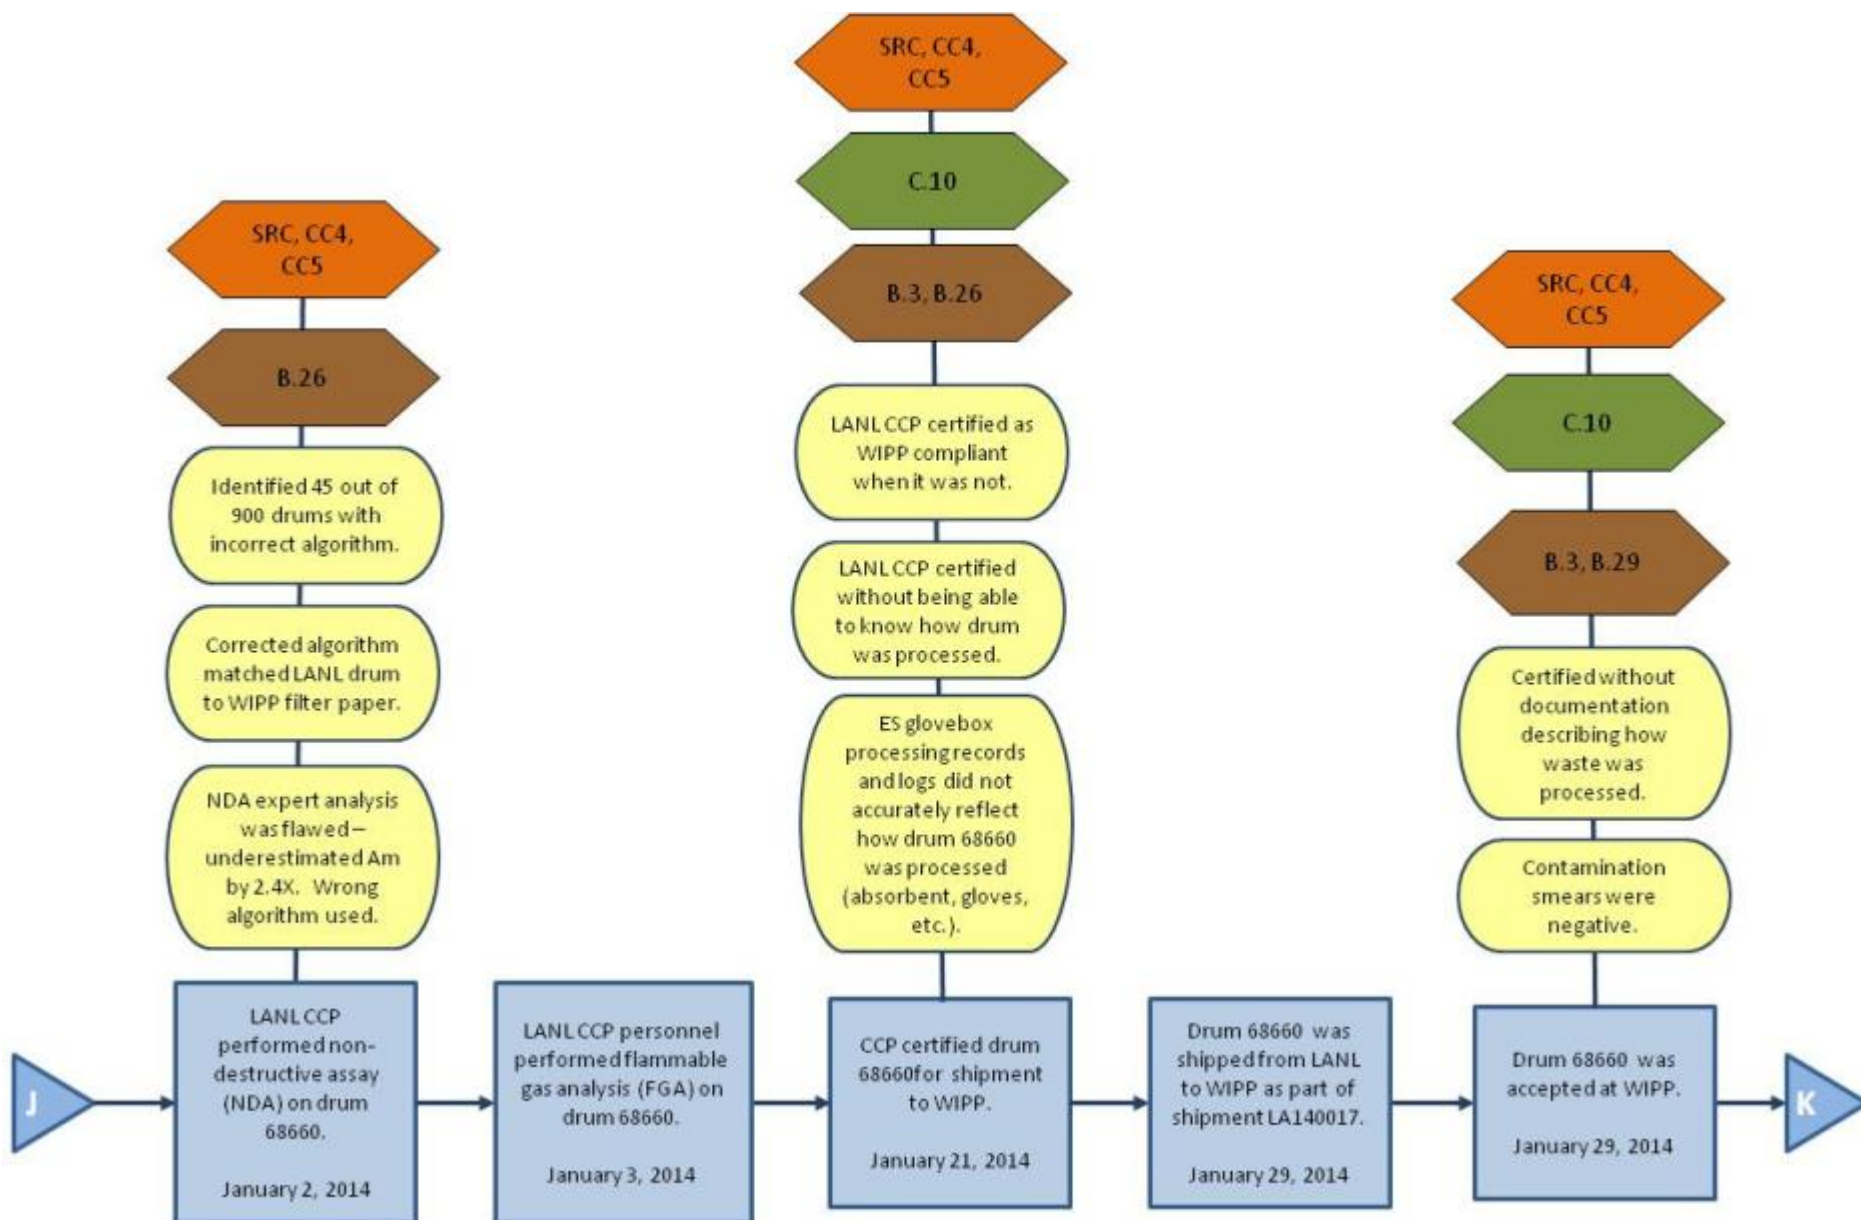 SRC, CC4,
CC5
B.26
Identified 45 out of
900 drums with
incorrect algorithm.
Corrected algorithm
matched LANL drum
to WIPP filter paper.
NDA expert analysis
was flawed –
underestimated Am
by 2.4X. Wrong
algorithm used.
SRC, CC4,
CC5
C.10
B.3, B.26
LANL CCP certified as
WIPP compliant
when it was not.
LANL CCP certified
without being able
to know how drum
was processed.
ES glovebox
processing records
and logs did not
accurately reflect
how drum 68660
was processed
(absorbent, gloves,
etc.).
SRC, CC4,
CC5
C.10
B.3, B.29
Certified without
documentation
describing how
waste was
processed.
Contamination
smears were
negative.
J
LANL CCP
performed non-
destructive assay
(NDA) on drum
68660.
January 2, 2014
LANL CCP personnel
performed flammable
gas analysis (FGA) on
drum 68660.
January 3, 2014
CCP certified drum
68660for shipment
to WIPP.
January 21, 2014
Drum 68660 was
shipped from LANL
to WIPP as part of
shipment LA140017.
January 29, 2014
Drum 68660 was
accepted at WIPP.
January 29, 2014
K